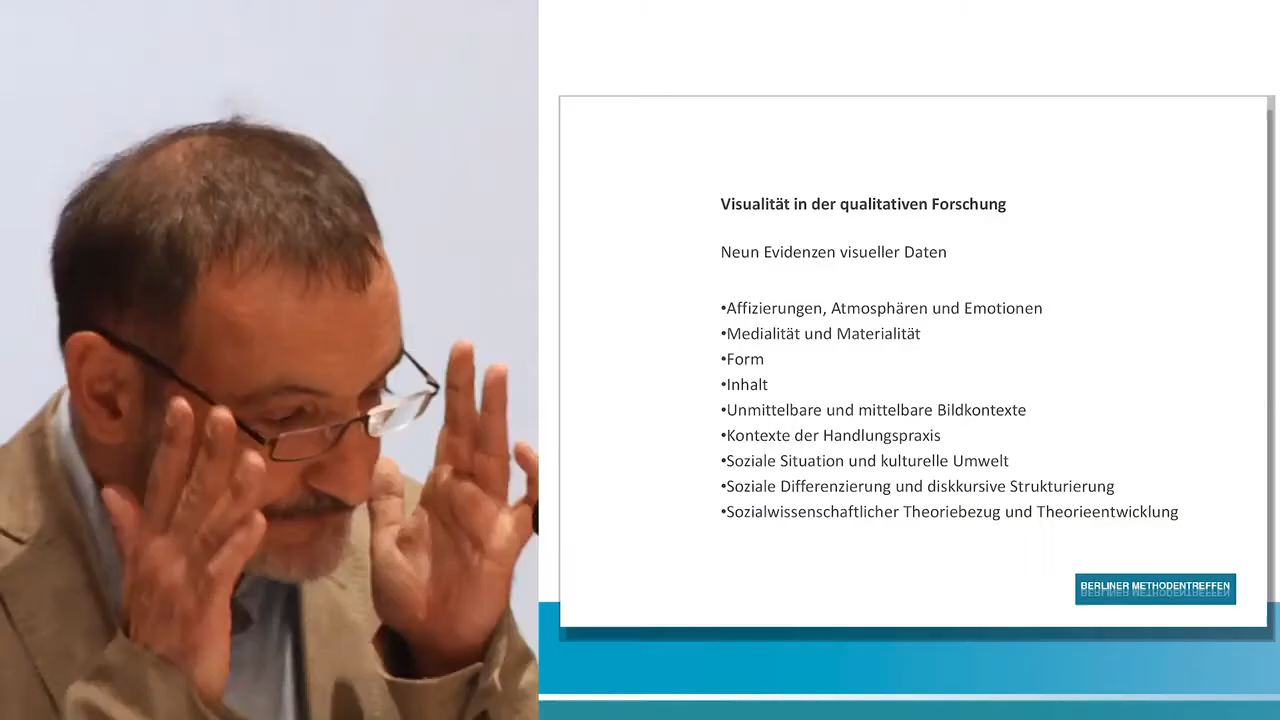 Visualität in der qualitativen Forschung
Neun Evidenzen visueller Daten
•Affizierungen, Atmosphären und Emotionen
•Medialität und Materialität
•Form
•Inhalt
•Unmittelbare und mittelbare Bildkontexte
•Kontexte der Handlungspraxis
•Soziale Situation und kulturelle Umwelt
•Soziale Differenzierung und diskkursive Strukturierung
•Sozialwissenschaftlicher Theoriebezug und Theorieentwicklung
BERLINER METHODENTREFFEN